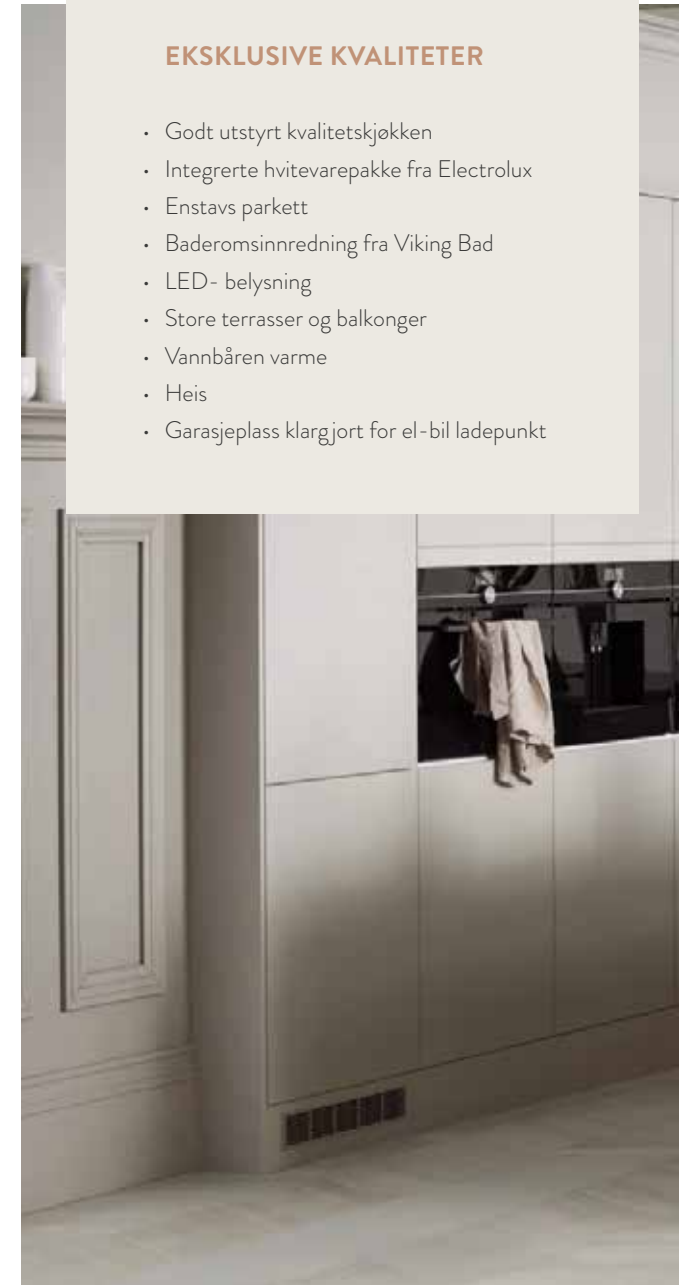 EKSKLUSIVE KVALITETER
• Godt utstyrt kvalitetskjøkken
• Integrerte hvitevarepakke fra Electrolux
• Enstavs parkett
• Baderomsinnredning fra Viking Bad
• LED- belysning
• Store terrasser og balkonger
• Vannbåren varme
• Heis
• Garasjeplass klargjort for el-bil ladepunkt